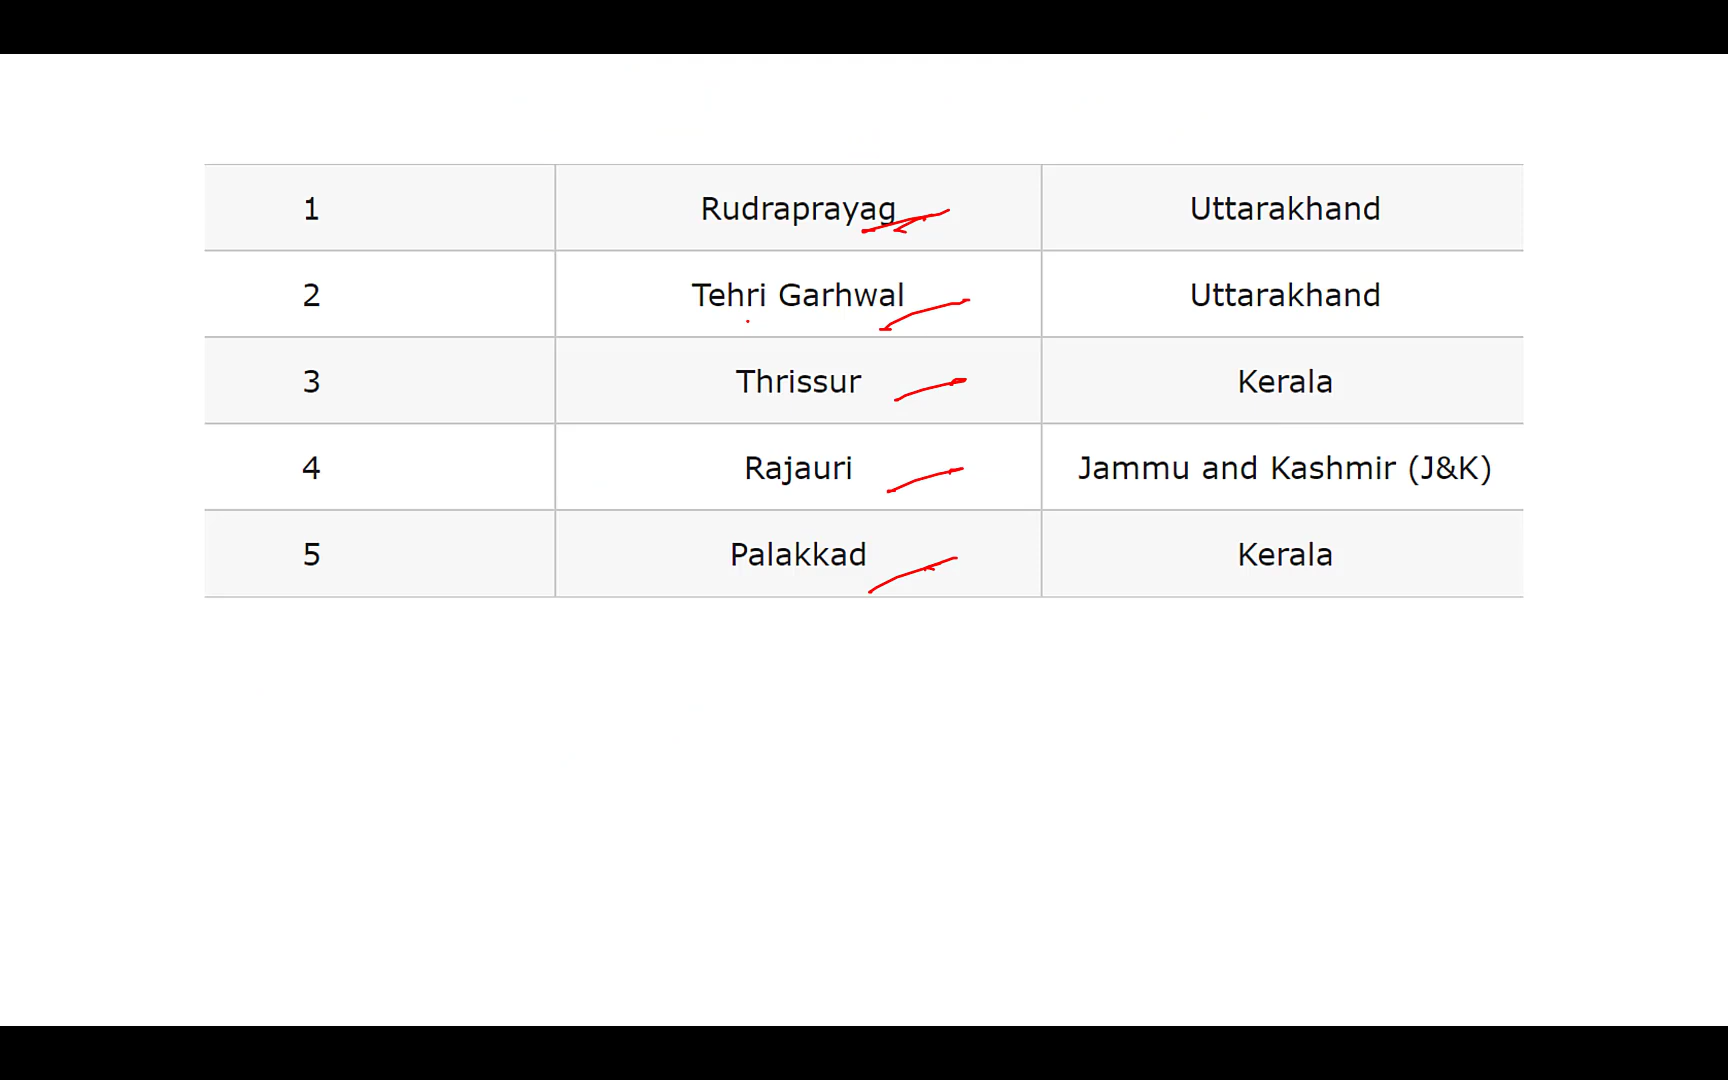 1 Rudraprayag Uttarakhand
2 Tehri Garhwal Uttarakhand
3 Thrissur Kerala
4 Rajauri Jammu and Kashmir (J&K)
5 Palakkad Kerala